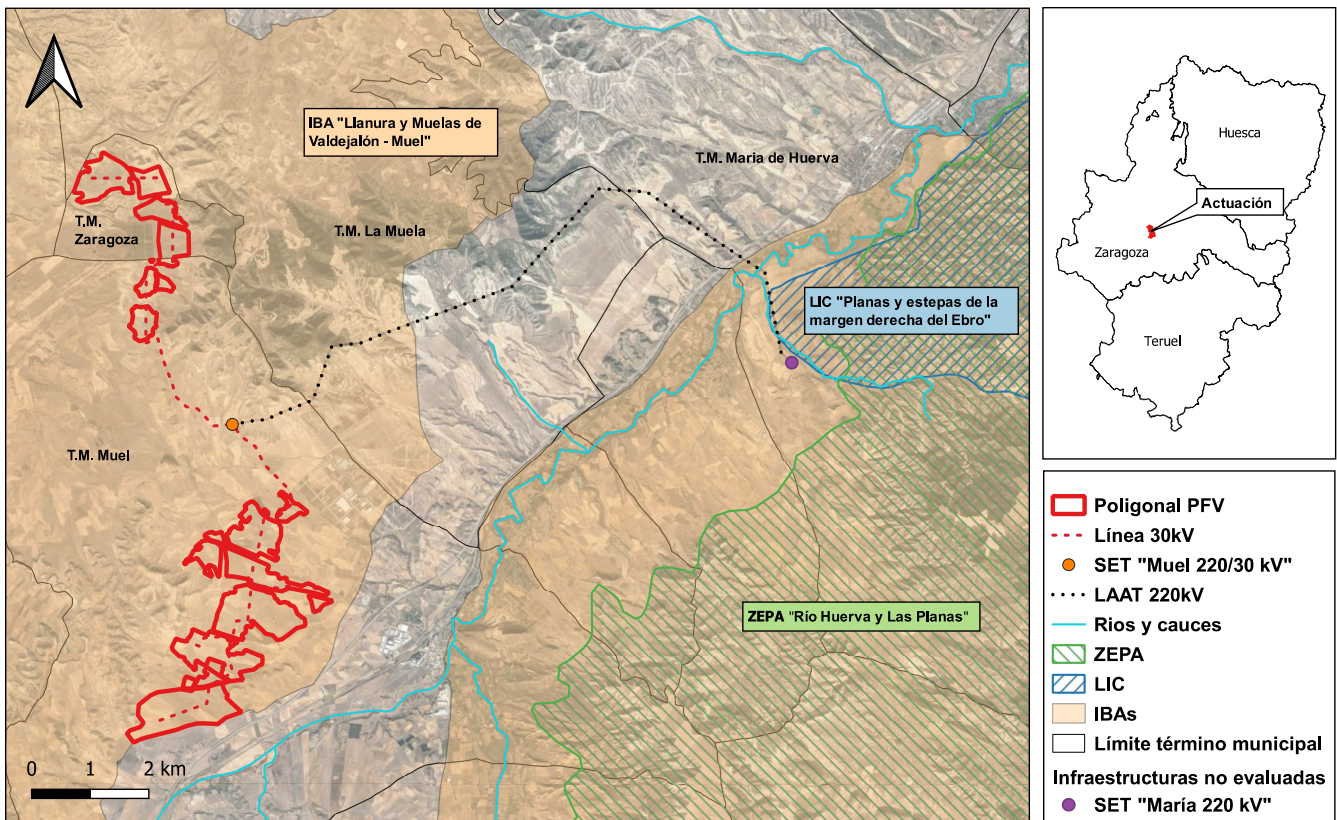 IBA "Llanura y Muelas de
Valdejalón - Muel"
T.M. Maria de Huerva
T.M.
Zaragoza
T.M. La Muela
LIC "Planas y estepas de la
margen derecha del Ebro"
T.M. Muel
ZEPA "Río Huerva y Las Planas"
0 1 2 km
Huesca
Actuación
Zaragoza
Teruel
Poligonal PFV
Línea 30kV
SET "Muel 220/30 kV"
LAAT 220kV
Rios y cauces
ZEPA
LIC
IBAs
Límite término municipal
Infraestructuras no evaluadas
SET "María 220 kV"